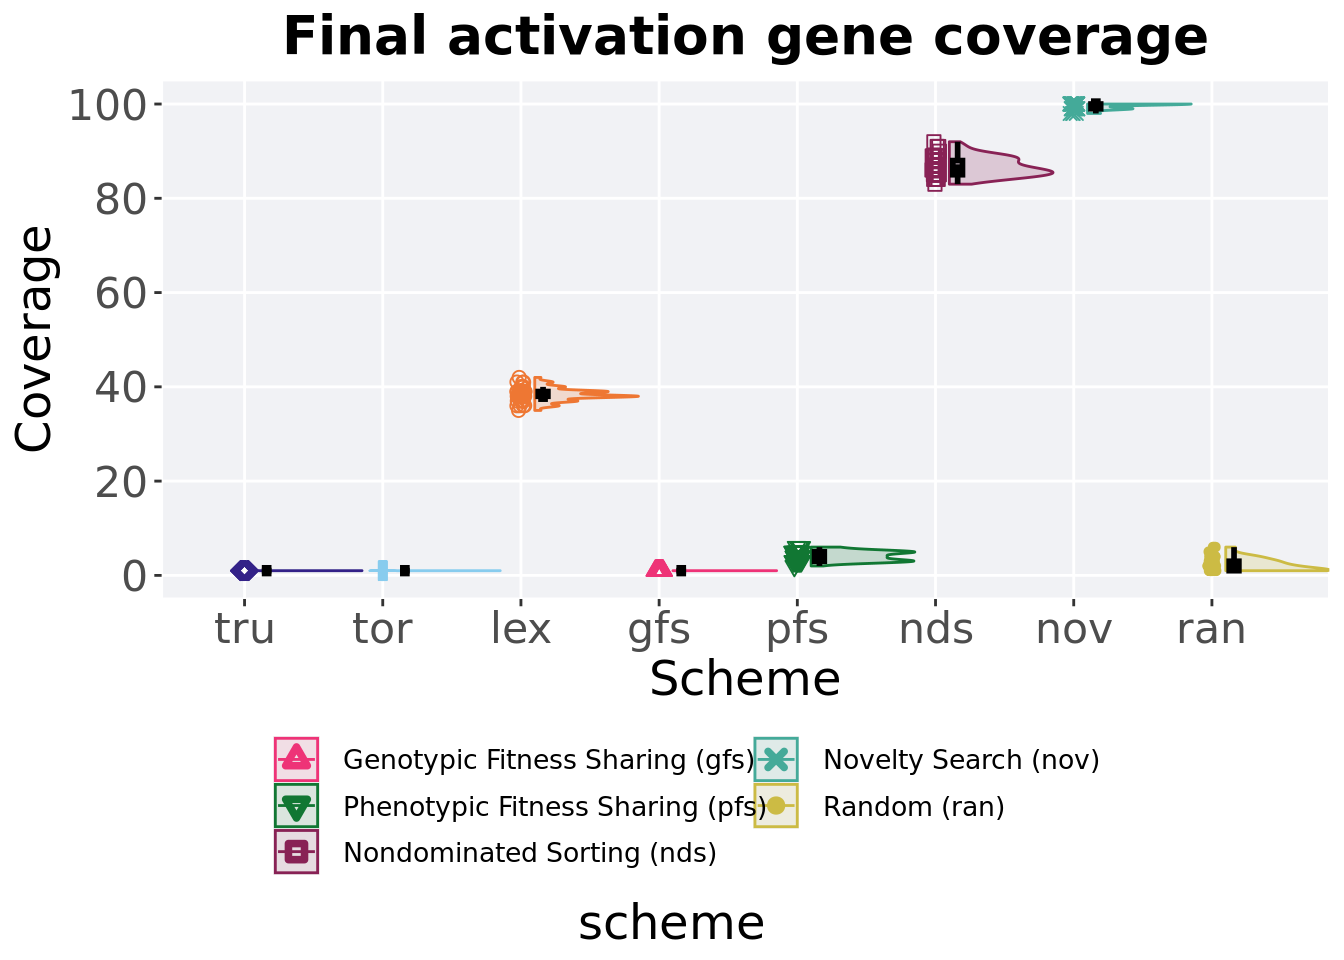 Final activation gene coverage
100
80
60
40
20
0
Coverage
tru tor lex gfs pfs nds nov ran
Scheme
Genotypic Fitness Sharing (gfs)
Phenotypic Fitness Sharing (pfs)
Nondominated Sorting (nds)
Novelty Search (nov)
Random (ran)
scheme